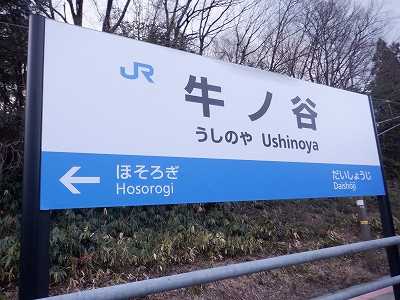 JR
牛ノ谷
うしのや Ushinoya
← ほそろぎ だいしょうじ
Hosorogi Daishōji